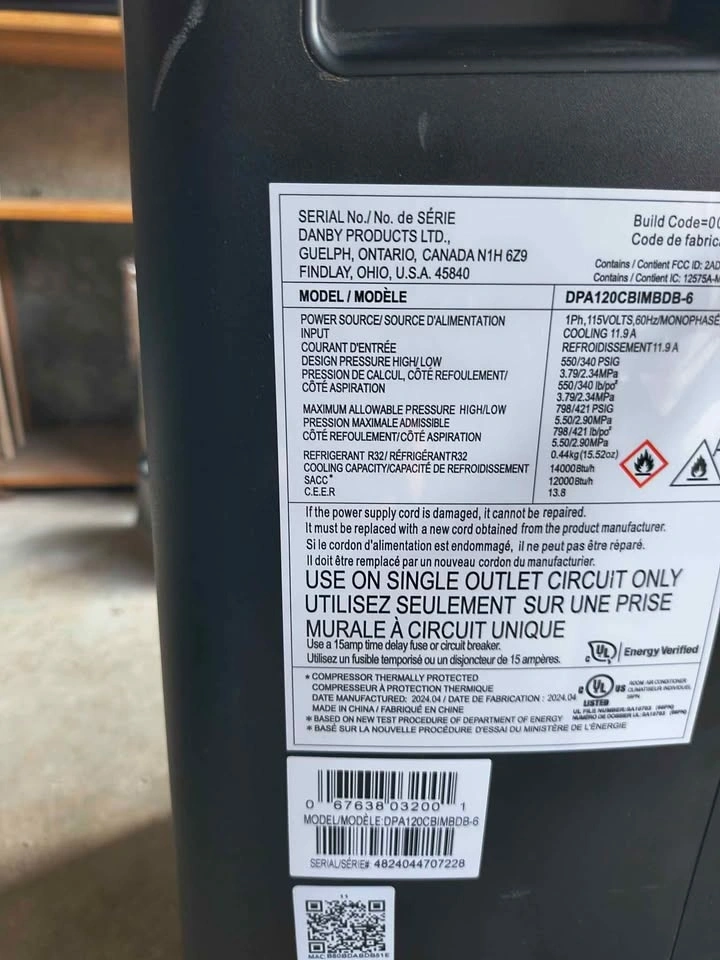 SERIAL No./ No. de SÉRIE
DANBY PRODUCTS LTD.,
GUELPH, ONTARIO, CANADA N1H 6Z9
FINDLAY, OHIO, U.S.A. 45840
Build Code=
Code de
Contains / Contient FCC ID:
Contains / Contient IC:
MODEL / MODÈLE DPA120CBIMBDB-6
POWER SOURCE/ SOURCE D'ALIMENTATION 1Ph,115VOLTS,60Hz/MONOPHASÉ
INPUT COOLING 11.9 A
COURANT D'ENTRÉE REFROIDISSEMENT11.9 A
DESIGN PRESSURE HIGH/ LOW 550/340 PSIG
PRESSION DE CALCUL, CÔTÉ REFOULEMENT/ 3.79/2.34MPa
CÔTÉ ASPIRATION 550/340 lb/po²
3.79/2.34MPa
MAXIMUM ALLOWABLE PRESSURE HIGH/LOW 798/421 PSIG
PRESSION MAXIMALE ADMISSIBLE 5.50/2.90MPa
CÔTÉ REFOULEMENT/CÔTÉ ASPIRATION 798/421 lb/po²
5.50/2.90MPa
REFRIGERANT R32/ RÉFRIGÉRANT R32 0.44kg(15.52oz)
COOLING CAPACITY/CAPACITÉ DE REFROIDISSEMENT 14000Btu/h
SACC* 12000Btu/h
C.E.E.R 13.8
If the power supply cord is damaged, it cannot be repaired.
It must be replaced with a new cord obtained from the product manufacturer.
Si le cordon d'alimentation est endommagé, il ne peut pas être réparé.
Il doit être remplacé par un nouveau cordon du manufacturier.
USE ON SINGLE OUTLET CIRCUIT ONLY
UTILISEZ SEULEMENT SUR UNE PRISE
MURALE À CIRCUIT UNIQUE
Use a 15amp time delay fuse or circuit breaker.
Utilisez un fusible temporisé ou un disjoncteur de 15 ampères.
c UL Energy Verified
* COMPRESSOR THERMALLY PROTECTED
COMPRESSEUR À PROTECTION THERMIQUE
DATE MANUFACTURED: 2024.04 / DATE DE FABRICATION : 2024.04
MADE IN CHINA / FABRIQUÉ EN CHINE
* BASED ON NEW TEST PROCEDURE OF DEPARTMENT OF ENERGY
* BASÉ SUR LA NOUVELLE PROCÉDURE D'ESSAI DU MINISTÈRE DE L'ÉNERGIE
c UL US
LISTED
ROOM AIR CONDITIONER
0 67638 03200 1
MODEL/MODÈLE:DPA120CBIMBDB-6
SERIAL/SÉRIE#: 4824044707228
11